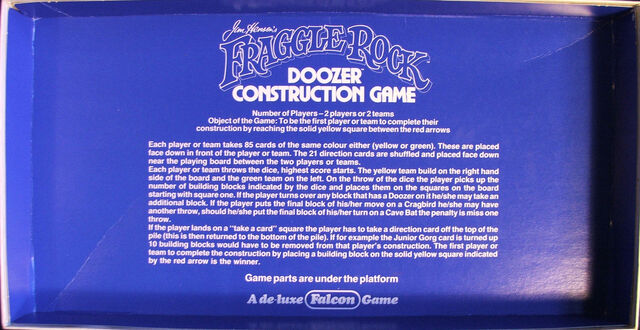 Jim Henson's
FRAGGLE ROCK
DOOZER™
CONSTRUCTION GAME
Number of Players – 2 players or 2 teams
Object of the Game: To be the first player or team to complete their
construction by reaching the solid yellow square between the red arrows
Each player or team takes 85 cards of the same colour either (yellow or green). These are placed
face down in front of the player or team. The 21 direction cards are shuffled and placed face down
near the playing board between the two players or teams.
Each player or team throws the dice, highest score starts. The yellow team build on the right hand
side of the board and the green team on the left. On the throw of the dice the player picks up the
number of building blocks indicated by the dice and places them on the squares on the board
starting with square one. If the player turns over any block that has a Doozer on it he/she may take an
additional block. If the player puts the final block of his/her move on a Cragbird he/she may have
another throw, should he/she put the final block of his/her turn on a Cave Bat the penalty is miss one
throw.
If the player lands on a "take a card" square the player has to take a direction card off the top of the
pile (this is then returned to the bottom of the pile). If for example the Junior Gorg card is turned up
10 building blocks would have to be removed from that player's construction. The first player or
team to complete the construction by placing a building block on the solid yellow square indicated
by the red arrow is the winner.
Game parts are under the platform
A de-luxe Falcon Game